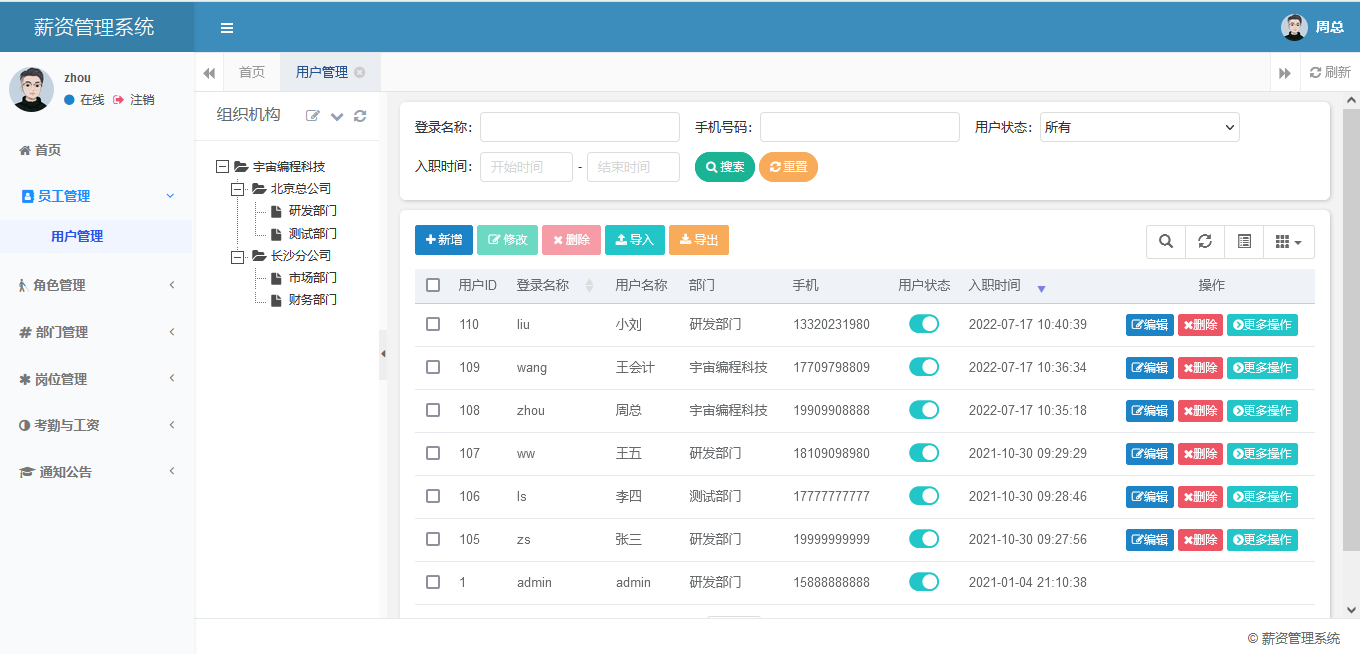 薪资管理系统
周总
zhou
在线 注销
首页
员工管理
用户管理
角色管理
部门管理
岗位管理
考勤与工资
通知公告
首页 用户管理 刷新
组织机构
宇宙编程科技
北京总公司
研发部门
测试部门
长沙分公司
市场部门
财务部门
登录名称： 手机号码： 用户状态： 所有
入职时间： 开始时间 - 结束时间 搜索 重置
新增 修改 删除 导入 导出
用户ID 登录名称 用户名称 部门 手机 用户状态 入职时间 操作
110 liu 小刘 研发部门 13320231980 2022-07-17 10:40:39 编辑 删除 更多操作
109 wang 王会计 宇宙编程科技 17709798809 2022-07-17 10:36:34 编辑 删除 更多操作
108 zhou 周总 宇宙编程科技 19909908888 2022-07-17 10:35:18 编辑 删除 更多操作
107 ww 王五 研发部门 18109098980 2021-10-30 09:29:29 编辑 删除 更多操作
106 ls 李四 测试部门 17777777777 2021-10-30 09:28:46 编辑 删除 更多操作
105 zs 张三 研发部门 19999999999 2021-10-30 09:27:56 编辑 删除 更多操作
1 admin admin 研发部门 15888888888 2021-01-04 21:10:38
© 薪资管理系统